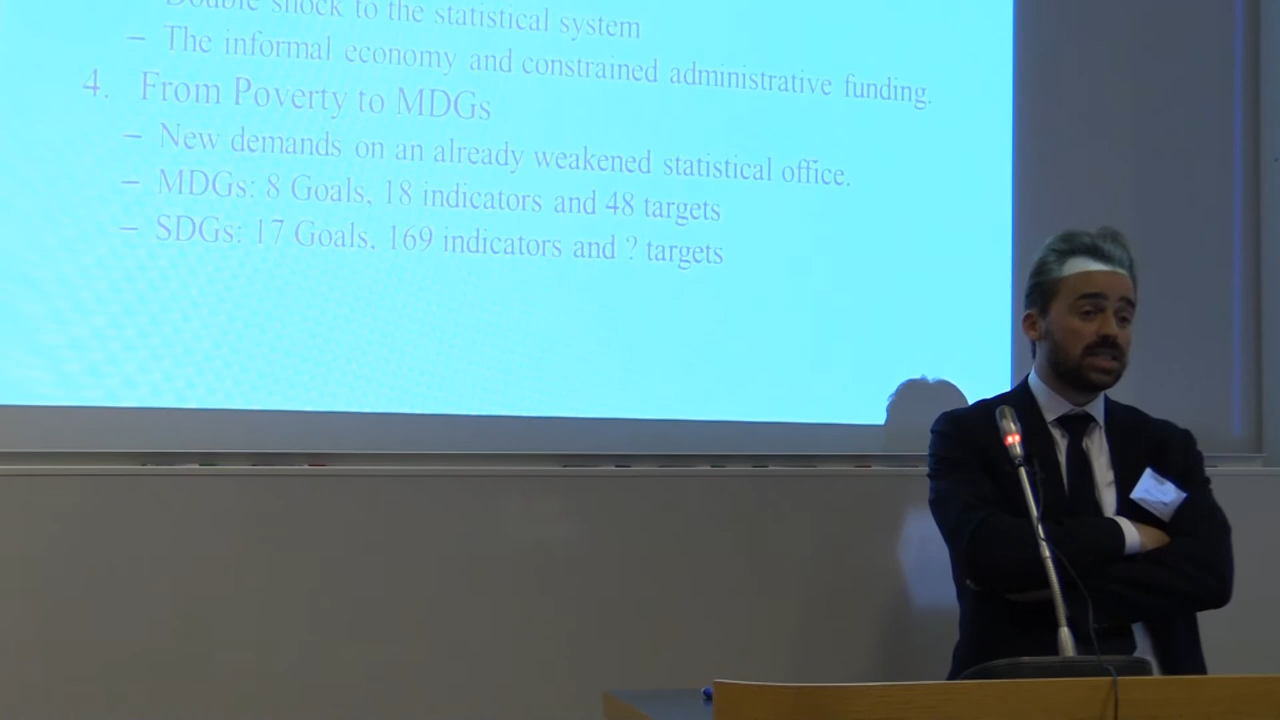 Double shock to the statistical system
– The informal economy and constrained administrative funding.
4. From Poverty to MDGs
– New demands on an already weakened statistical office.
– MDGs: 8 Goals, 18 indicators and 48 targets
– SDGs: 17 Goals, 169 indicators and ? targets